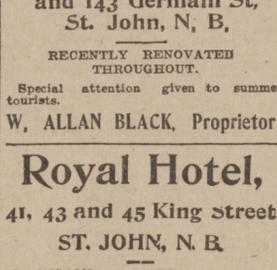 and 143 Germain St,
St. John, N. B,
RECENTLY RENOVATED
THROUGHOUT.
Special attention given to summe
tourists.
W, ALLAN BLACK, Proprietor
Royal Hotel,
41, 43 and 45 King Street
ST. JOHN, N. B.